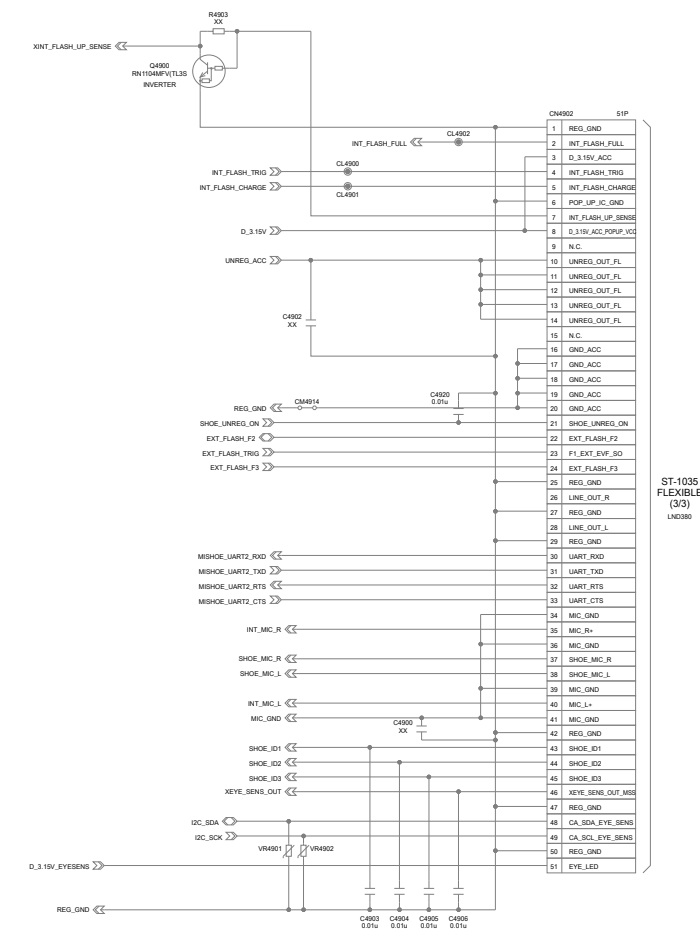 R4903
XX
XINT_FLASH_UP_SENSE
Q4900
RN1104MFV(TL3S
INVERTER
CN4902 51P
1 REG_GND
CL4902
INT_FLASH_FULL
2 INT_FLASH_FULL
3 D_3.15V_ACC
CL4900
INT_FLASH_TRIG
4 INT_FLASH_TRIG
INT_FLASH_CHARGE
5 INT_FLASH_CHARGE
CL4901
6 POP_UP_IC_GND
7 INT_FLASH_UP_SENSE
D_3.15V
8 D_3.15V_ACC_POPUP_VCC
9 N.C.
UNREG_ACC
10 UNREG_OUT_FL
11 UNREG_OUT_FL
12 UNREG_OUT_FL
13 UNREG_OUT_FL
14 UNREG_OUT_FL
C4902
XX
15 N.C.
16 GND_ACC
17 GND_ACC
18 GND_ACC
19 GND_ACC
C4920
0.01u
CM4914
REG_GND
20 GND_ACC
SHOE_UNREG_ON
21 SHOE_UNREG_ON
EXT_FLASH_F2
22 EXT_FLASH_F2
EXT_FLASH_TRIG
23 F1_EXT_EVF_SO
EXT_FLASH_F3
24 EXT_FLASH_F3
25 REG_GND
26 LINE_OUT_R
27 REG_GND
28 LINE_OUT_L
29 REG_GND
ST-1035
FLEXIBLE
(3/3)
LND380
MISHOE_UART2_RXD
30 UART_RXD
MISHOE_UART2_TXD
31 UART_TXD
MISHOE_UART2_RTS
32 UART_RTS
MISHOE_UART2_CTS
33 UART_CTS
34 MIC_GND
INT_MIC_R
35 MIC_R+
36 MIC_GND
SHOE_MIC_R
37 SHOE_MIC_R
SHOE_MIC_L
38 SHOE_MIC_L
39 MIC_GND
INT_MIC_L
40 MIC_L+
MIC_GND
41 MIC_GND
C4900
XX
42 REG_GND
SHOE_ID1
43 SHOE_ID1
SHOE_ID2
44 SHOE_ID2
SHOE_ID3
45 SHOE_ID3
XEYE_SENS_OUT
46 XEYE_SENS_OUT_MSS
47 REG_GND
I2C_SDA
48 CA_SDA_EYE_SENS
I2C_SCK
49 CA_SCL_EYE_SENS
VR4901 VR4902
50 REG_GND
D_3.15V_EYESENS
51 EYE_LED
REG_GND
C4903 C4904 C4905 C4906
0.01u 0.01u 0.01u 0.01u